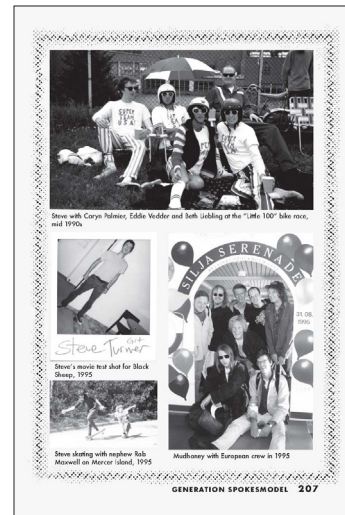 Steve with Caryn Palmier, Eddie Vedder and Beth Liebling at the "Little 100" bike race,
mid 1990s
SILJA SERENADE
31.08.
1995
Steve Turner
Git
Steve's movie test shot for Black
Sheep, 1995
Steve skating with nephew Rob
Maxwell on Mercer Island, 1995
Mudhoney with European crew in 1995
GENERATION SPOKESMODEL 207